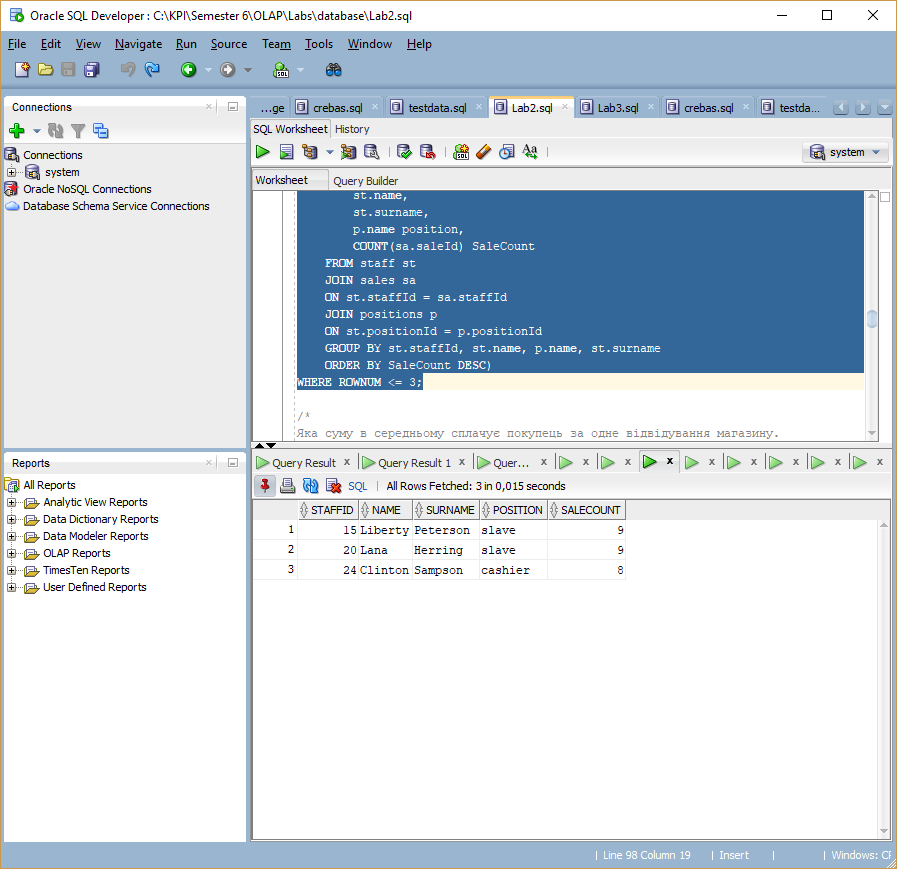 Oracle SQL Developer : C:\KPI\Semester 6\OLAP\Labs\database\Lab2.sql
File Edit View Navigate Run Source Team Tools Window Help
Connections
Connections
system
Oracle NoSQL Connections
Database Schema Service Connections
Reports
All Reports
Analytic View Reports
Data Dictionary Reports
Data Modeler Reports
OLAP Reports
TimesTen Reports
User Defined Reports
...ge crebas.sql testdata.sql Lab2.sql Lab3.sql crebas.sql testda...
SQL Worksheet History
system
Worksheet Query Builder
st.name,
st.surname,
p.name position,
COUNT(sa.saleId) SaleCount
FROM staff st
JOIN sales sa
ON st.staffId = sa.staffId
JOIN positions p
ON st.positionId = p.positionId
GROUP BY st.staffId, st.name, p.name, st.surname
ORDER BY SaleCount DESC)
WHERE ROWNUM <= 3;
/*
Яка суму в середньому сплачує покупець за одне відвідування магазину.
Query Result x Query Result 1 x Quer... x x x x x x x x x
SQL | All Rows Fetched: 3 in 0,015 seconds
STAFFID NAME SURNAME POSITION SALECOUNT
1 15 Liberty Peterson slave 9
2 20 Lana Herring slave 9
3 24 Clinton Sampson cashier 8
| Line 98 Column 19 | Insert | | Windows: CF